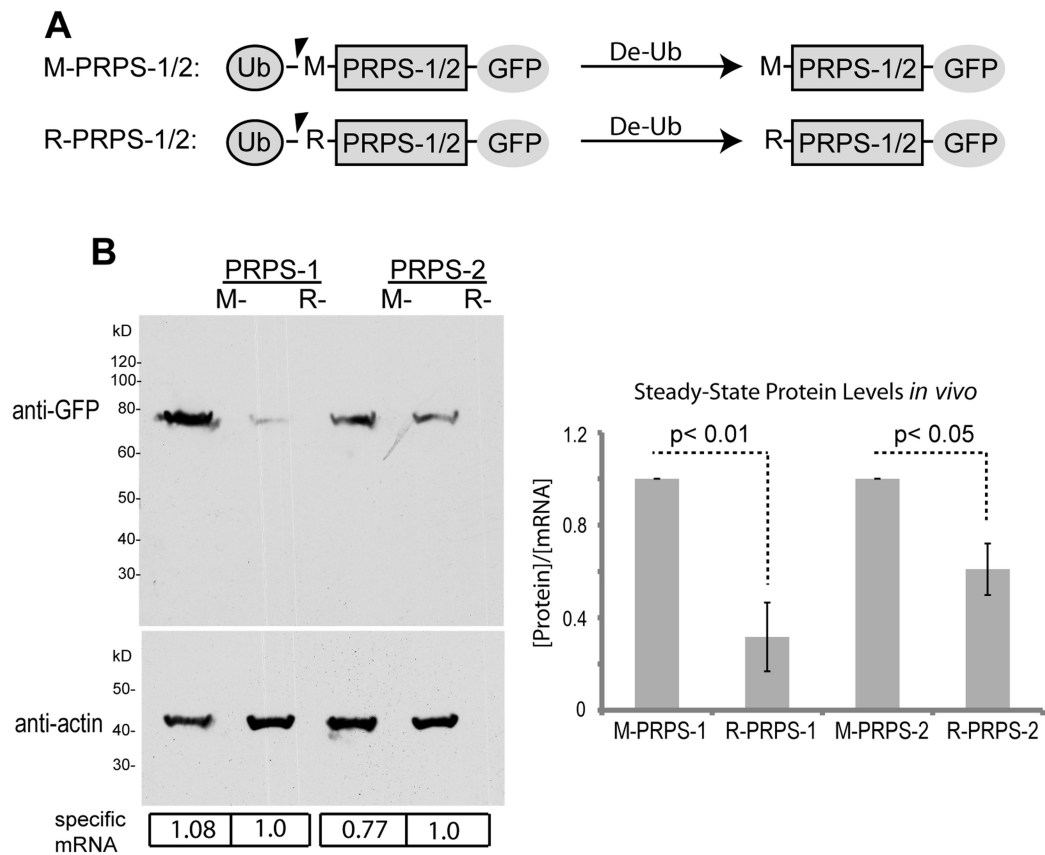 A
M-PRPS-1/2: Ub M PRPS-1/2 GFP De-Ub M PRPS-1/2 GFP
R-PRPS-1/2: Ub R PRPS-1/2 GFP De-Ub R PRPS-1/2 GFP
B
PRPS-1 PRPS-2
M- R- M- R-
kD
120-
100-
anti-GFP 80-
60-
50-
40-
30-
kD
50-
anti-actin 40-
30-
specific mRNA 1.08 1.0 0.77 1.0
Steady-State Protein Levels in vivo
p< 0.01 p< 0.05
[Protein]/[mRNA]
1.2
0.8
0.4
0
M-PRPS-1 R-PRPS-1 M-PRPS-2 R-PRPS-2